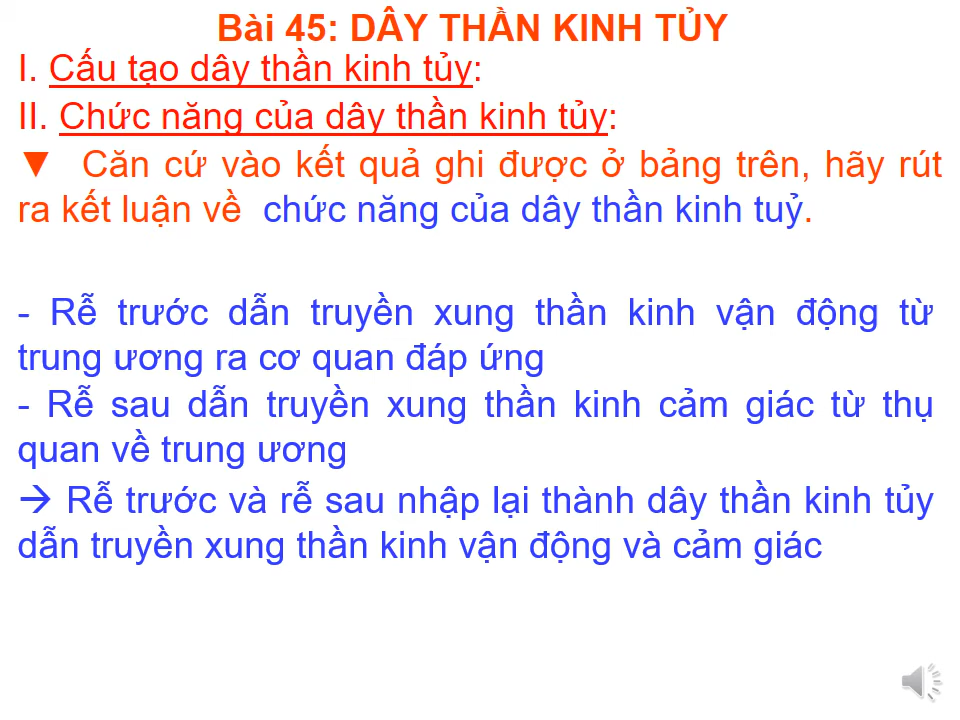 Bài 45: DÂY THẦN KINH TỦY
I. Cấu tạo dây thần kinh tủy:
II. Chức năng của dây thần kinh tủy:
▼ Căn cứ vào kết quả ghi được ở bảng trên, hãy rút
ra kết luận về chức năng của dây thần kinh tuỷ.
- Rễ trước dẫn truyền xung thần kinh vận động từ
trung ương ra cơ quan đáp ứng
- Rễ sau dẫn truyền xung thần kinh cảm giác từ thụ
quan về trung ương
→ Rễ trước và rễ sau nhập lại thành dây thần kinh tủy
dẫn truyền xung thần kinh vận động và cảm giác